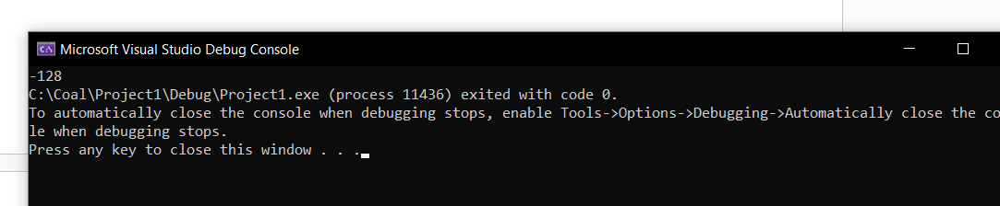 Microsoft Visual Studio Debug Console
-128
C:\Coal\Project1\Debug\Project1.exe (process 11436) exited with code 0.
To automatically close the console when debugging stops, enable Tools->Options->Debugging->Automatically close the co
le when debugging stops.
Press any key to close this window . . .